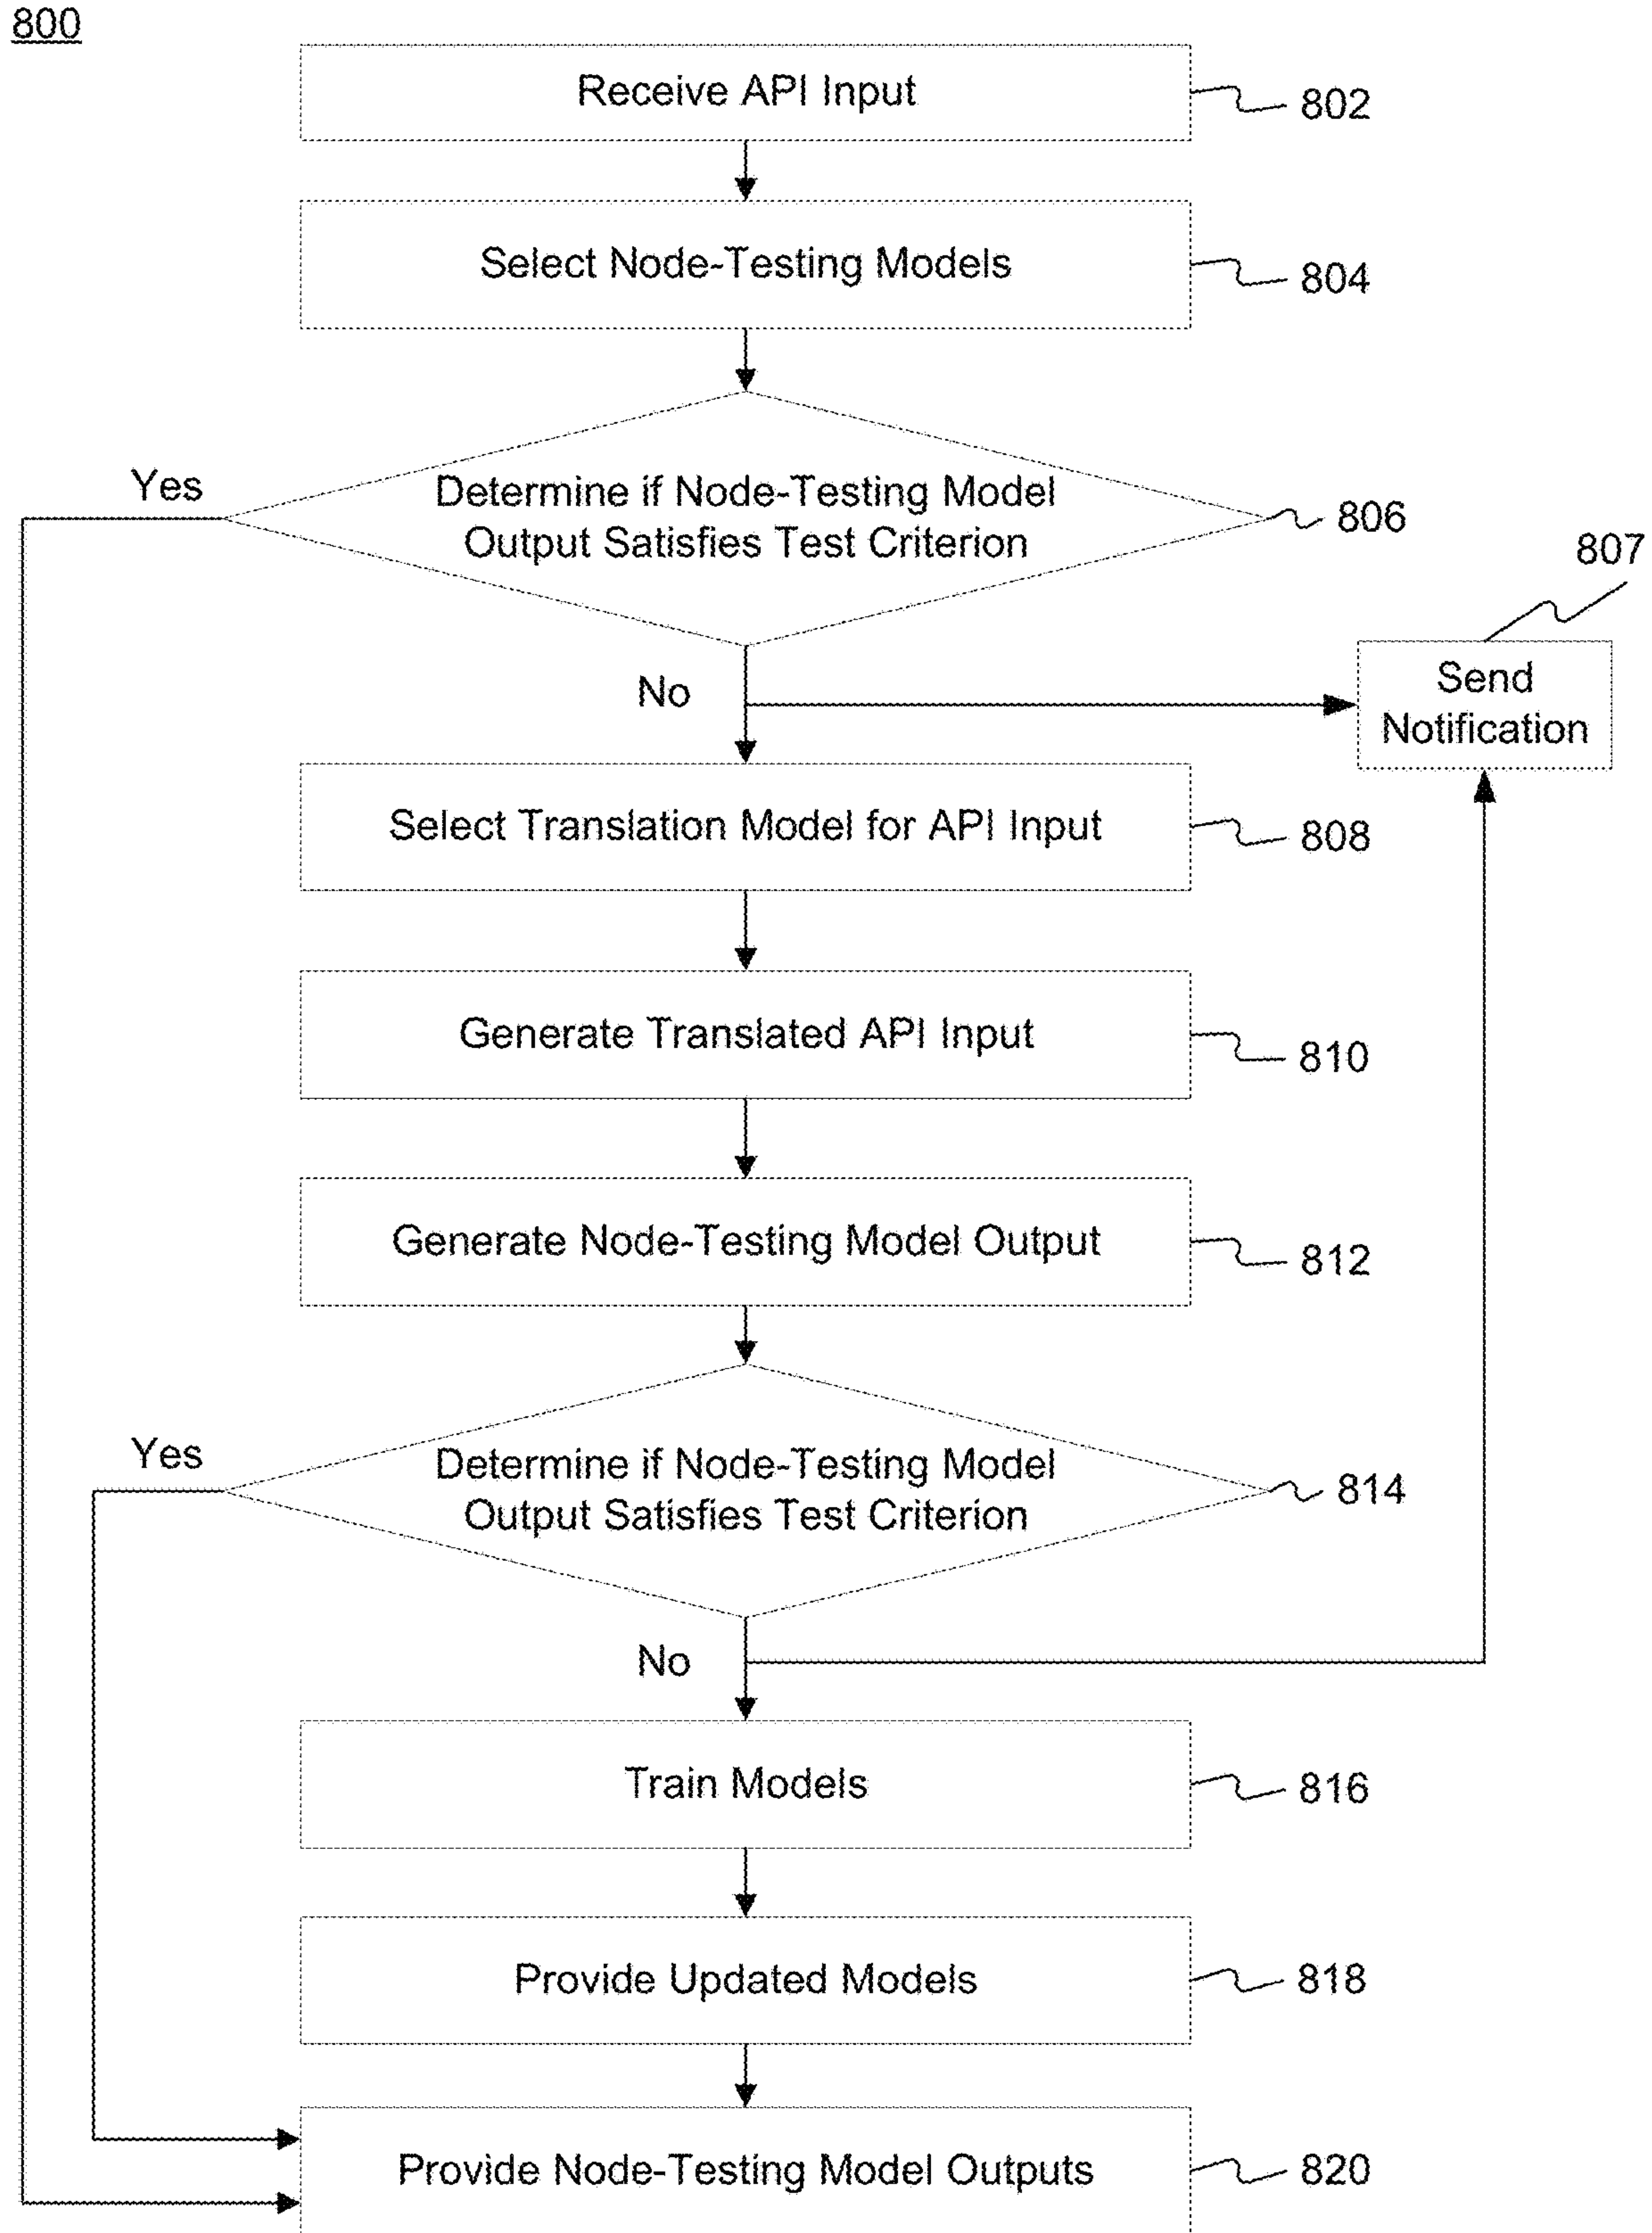 800
Receive API Input
802
Select Node-Testing Models
804
Yes
Determine if Node-Testing Model
Output Satisfies Test Criterion
806
807
Send
Notification
No
Select Translation Model for API Input
808
Generate Translated API Input
810
Generate Node-Testing Model Output
812
Yes
Determine if Node-Testing Model
Output Satisfies Test Criterion
814
No
Train Models
816
Provide Updated Models
818
Provide Node-Testing Model Outputs
820